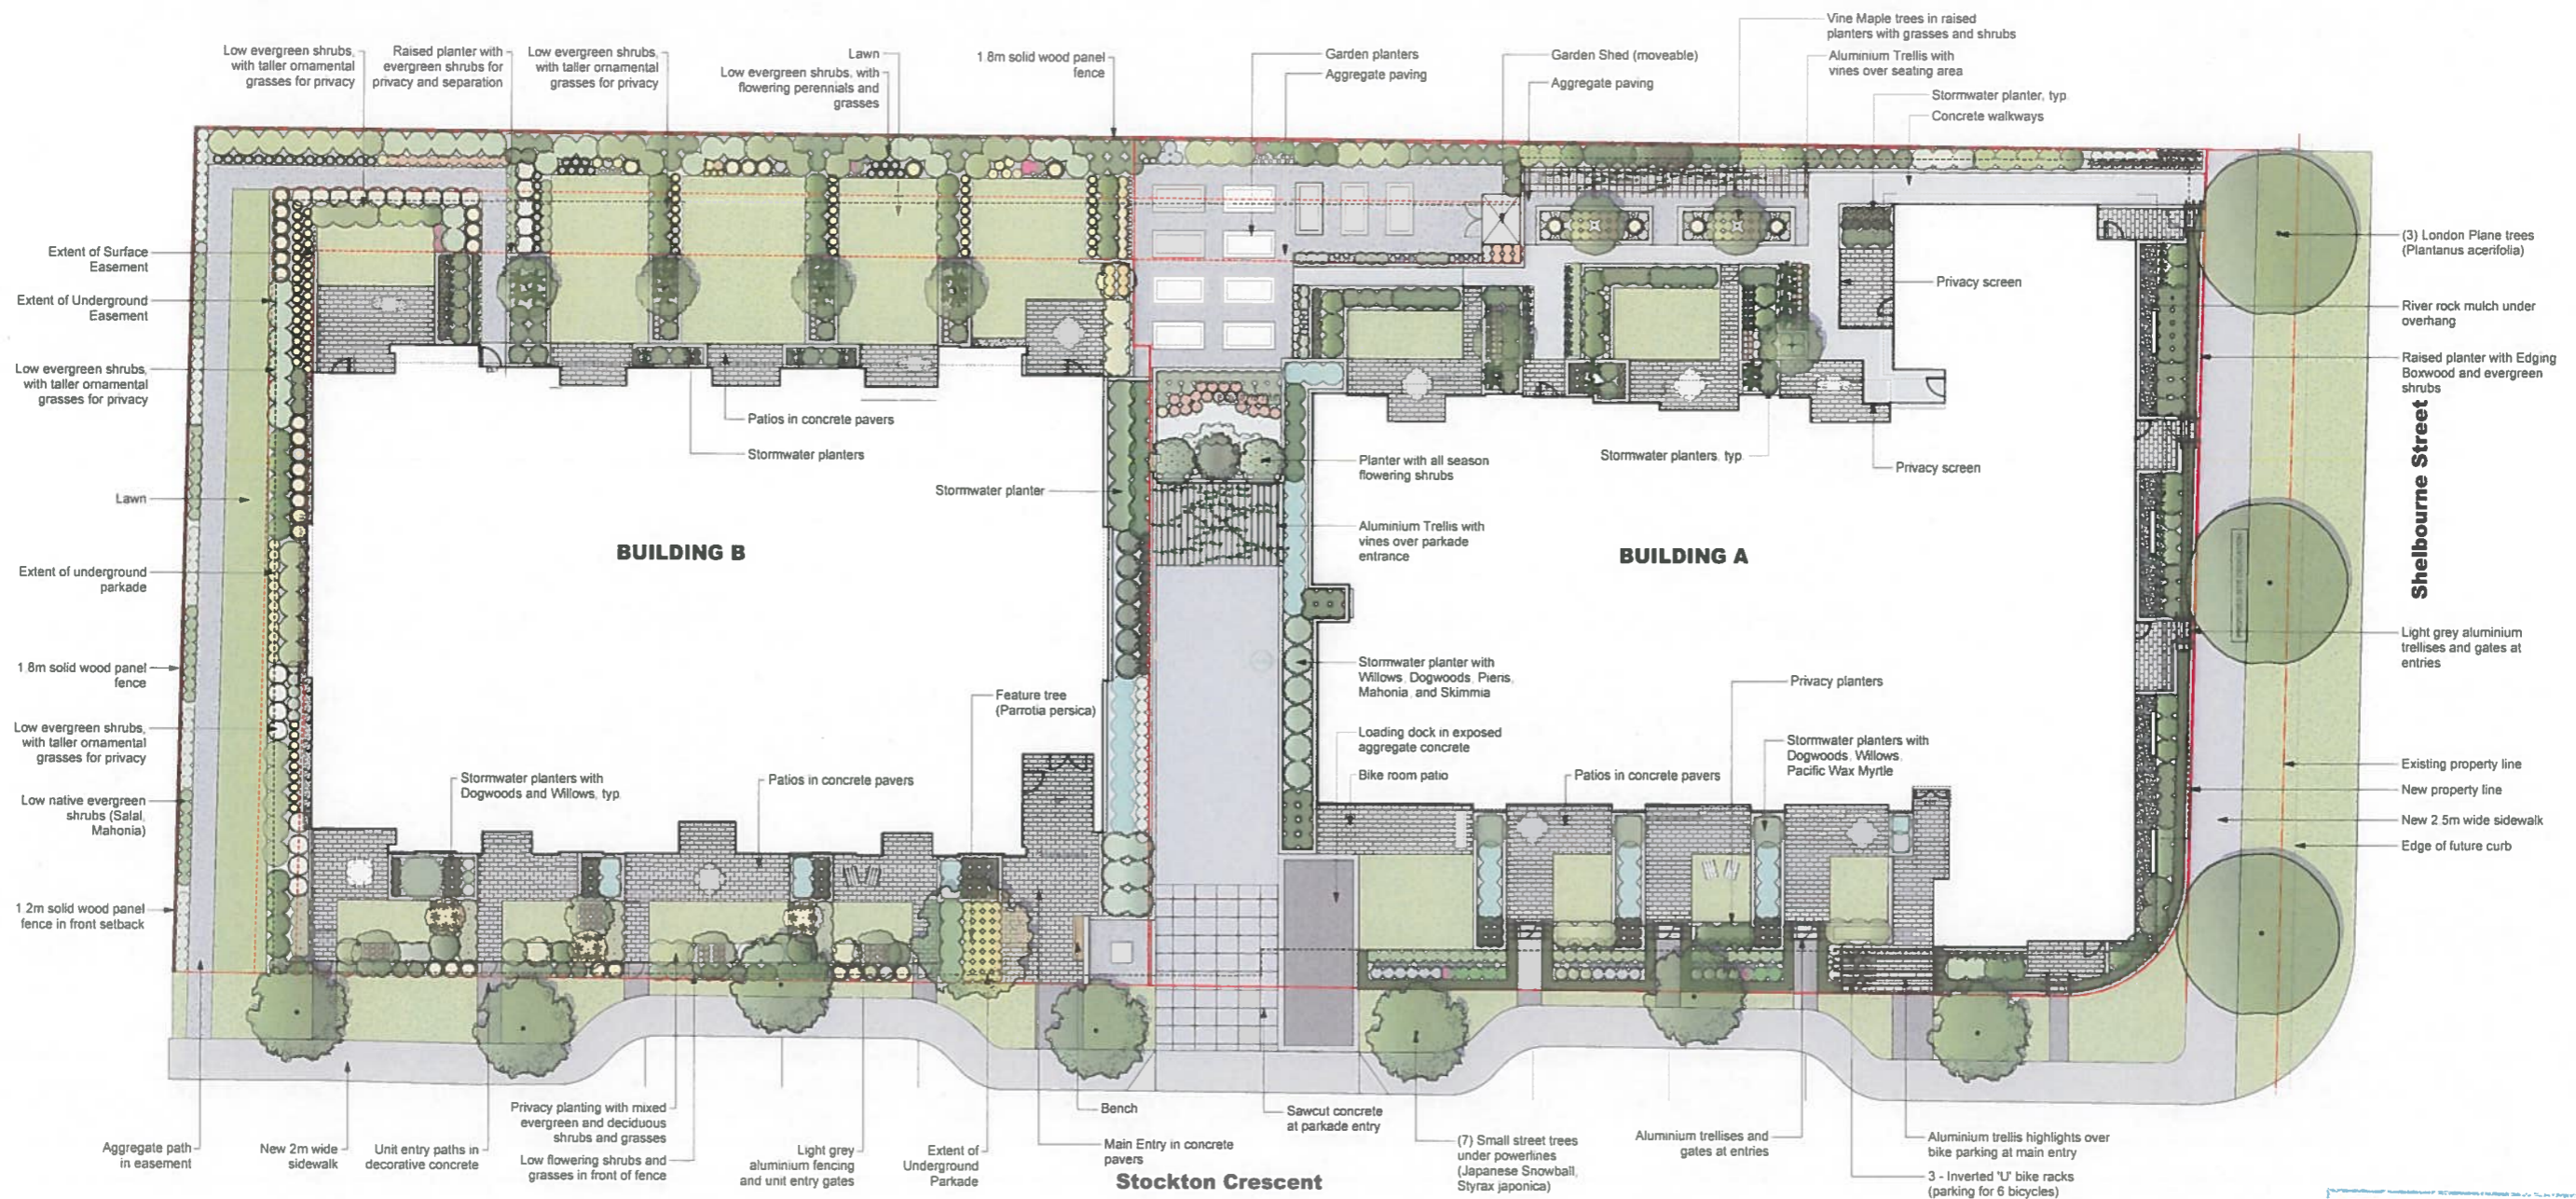 Low evergreen shrubs,
with taller ornamental
grasses for privacy
Raised planter with
evergreen shrubs for
privacy and separation
Low evergreen shrubs,
with taller ornamental
grasses for privacy
Lawn
Low evergreen shrubs, with
flowering perennials and
grasses
1.8m solid wood panel
fence
Garden planters
Aggregate paving
Garden Shed (moveable)
Aggregate paving
Vine Maple trees in raised
planters with grasses and shrubs
Aluminium Trellis with
vines over seating area
Stormwater planter, typ
Concrete walkways
Extent of Surface
Easement
Extent of Underground
Easement
Low evergreen shrubs,
with taller ornamental
grasses for privacy
Lawn
Extent of underground
parkade
1.8m solid wood panel
fence
Low evergreen shrubs,
with taller ornamental
grasses for privacy
Low native evergreen
shrubs (Salal,
Mahonia)
1.2m solid wood panel
fence in front setback
Patios in concrete pavers
Stormwater planters
Stormwater planter
BUILDING B
Feature tree
(Parrotia persica)
Stormwater planters with
Dogwoods and Willows, typ.
Patios in concrete pavers
Planter with all season
flowering shrubs
Aluminium Trellis with
vines over parkade
entrance
Stormwater planter with
Willows, Dogwoods, Pieris,
Mahonia, and Skimmia
Loading dock in exposed
aggregate concrete
Bike room patio
Privacy screen
Stormwater planters, typ
Privacy screen
BUILDING A
Privacy planters
Patios in concrete pavers
Stormwater planters with
Dogwoods, Willows,
Pacific Wax Myrtle
(3) London Plane trees
(Plantanus acerifolia)
River rock mulch under
overhang
Raised planter with Edging
Boxwood and evergreen
shrubs
Shelbourne Street
Light grey aluminium
trellises and gates at
entries
Existing property line
New property line
New 2.5m wide sidewalk
Edge of future curb
Aggregate path
in easement
New 2m wide
sidewalk
Unit entry paths in
decorative concrete
Privacy planting with mixed
evergreen and deciduous
shrubs and grasses
Low flowering shrubs and
grasses in front of fence
Light grey
aluminium fencing
and unit entry gates
Extent of
Underground
Parkade
Bench
Main Entry in concrete
pavers
Stockton Crescent
Sawcut concrete
at parkade entry
(7) Small street trees
under powerlines
(Japanese Snowball,
Styrax japonica)
Aluminium trellises and
gates at entries
Aluminium trellis highlights over
bike parking at main entry
3 - Inverted 'U' bike racks
(parking for 6 bicycles)